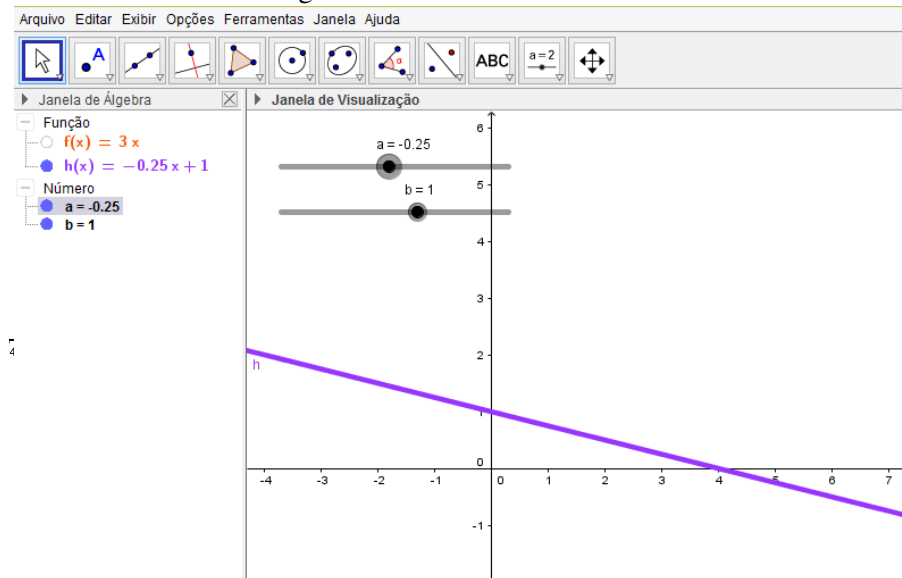 Arquivo Editar Exibir Opções Ferramentas Janela Ajuda
A α ABC a=2
Janela de Álgebra
Janela de Visualização
Função
f(x) = 3 x
h(x) = −0.25 x + 1
Número
a = -0.25
b = 1
a = -0.25
b = 1
6
5
4
3
2
1
0
-1
-4 -3 -2 -1 0 1 2 3 4 5 6 7
h
4